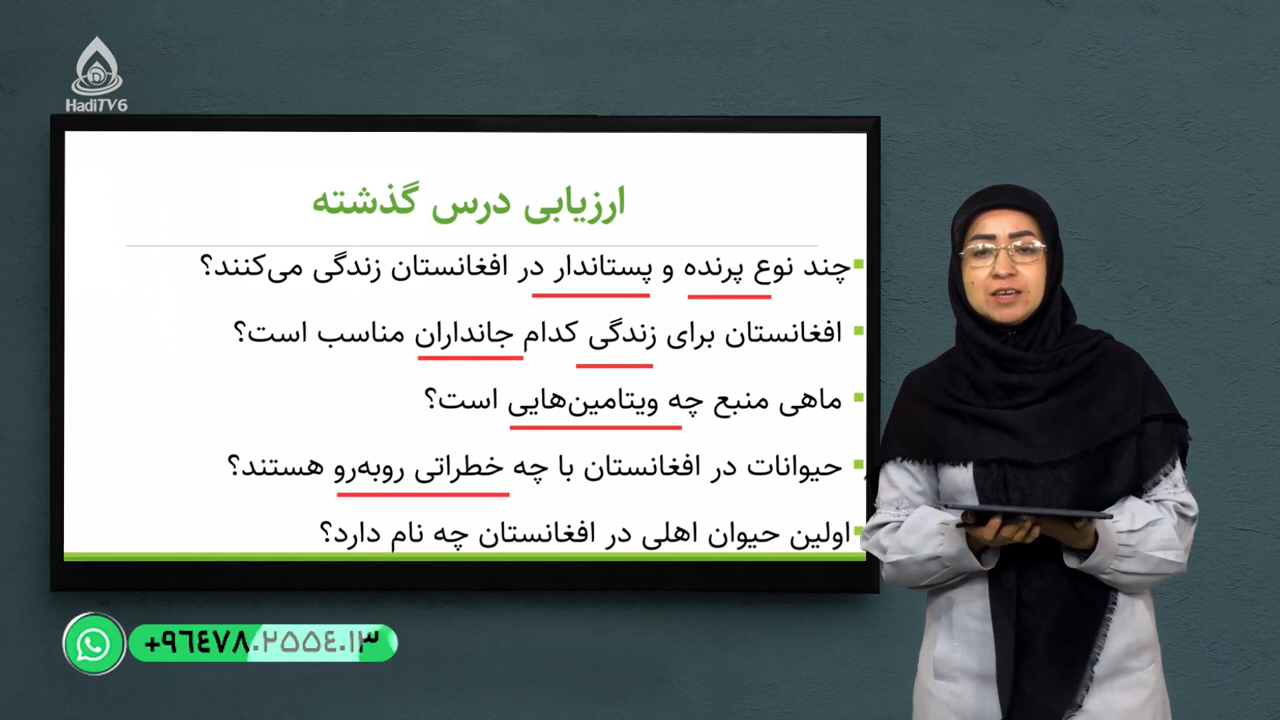 HadiTV6
ارزیابی درس گذشته
چند نوع پرنده و پستاندار در افغانستان زندگی می‌کنند؟
افغانستان برای زندگی کدام جانداران مناسب است؟
ماهی منبع چه ویتامین‌هایی است؟
حیوانات در افغانستان با چه خطراتی روبه‌رو هستند؟
اولین حیوان اهلی در افغانستان چه نام دارد؟
+۹٦٤٧٨٠٢٥٥٤٠١٣